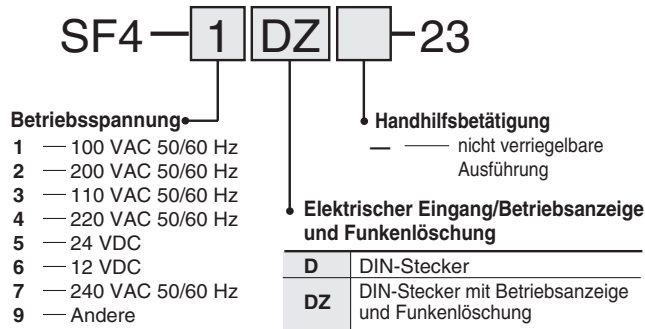 SF4 — 1 DZ – 23
Betriebsspannung
1 — 100 VAC 50/60 Hz
2 — 200 VAC 50/60 Hz
3 — 110 VAC 50/60 Hz
4 — 220 VAC 50/60 Hz
5 — 24 VDC
6 — 12 VDC
7 — 240 VAC 50/60 Hz
9 — Andere
Handhilfsbetätigung
— — nicht verriegelbare
Ausführung
Elektrischer Eingang/Betriebsanzeige
und Funkenlöschung
D DIN-Stecker
DZ DIN-Stecker mit Betriebsanzeige
und Funkenlöschung